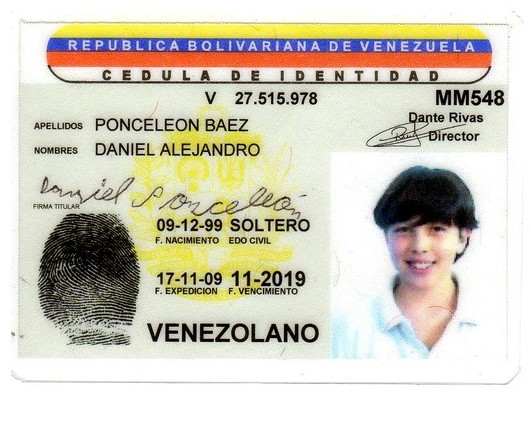 REPUBLICA BOLIVARIANA DE VENEZUELA
CEDULA DE IDENTIDAD
V 27.515.978
MM548
Dante Rivas
Director
APELLIDOS PONCELEON BAEZ
NOMBRES DANIEL ALEJANDRO
Daniel Ponceleón
FIRMA TITULAR
09-12-99 SOLTERO
F. NACIMIENTO EDO CIVIL
17-11-09 11-2019
F. EXPEDICION F. VENCIMIENTO
VENEZOLANO